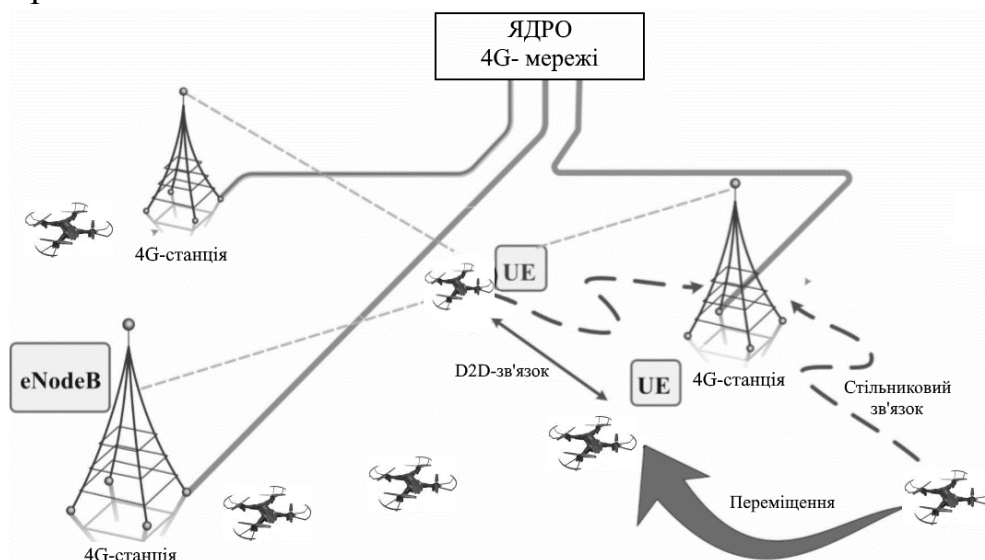 ЯДРО
4G- мережі
4G-станція
UE
eNodeB
D2D-зв'язок
UE
4G-станція
Стільниковий
зв'язок
Переміщення
4G-станція